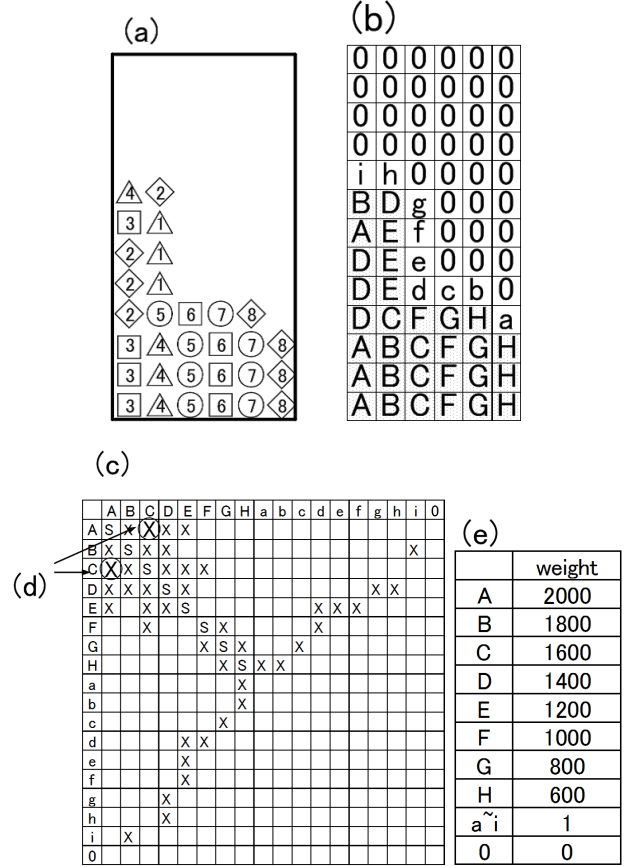 (a)
4 2
3 1
2 1
2 1
2 5 6 7 8
3 4 5 6 7 8
3 4 5 6 7 8
3 4 5 6 7 8
(b)
0 0 0 0 0 0
0 0 0 0 0 0
0 0 0 0 0 0
0 0 0 0 0 0
i h 0 0 0 0
B D g 0 0 0
A E f 0 0 0
D E e 0 0 0
D E d c b 0
D C F G H a
A B C F G H
A B C F G H
A B C F G H
(c)
A B C D E F G H a b c d e f g h i 0
A S X X X X
B X S X X X
C X X S X X X
D X X X S X X X
E X X X S X X X
F X S X X
G X S X X
H X S X X
a X
b X
c X
d X X
e X
f X
g X
h X
i X
0
(d)
(e)
weight
A 2000
B 1800
C 1600
D 1400
E 1200
F 1000
G 800
H 600
a~i 1
0 0